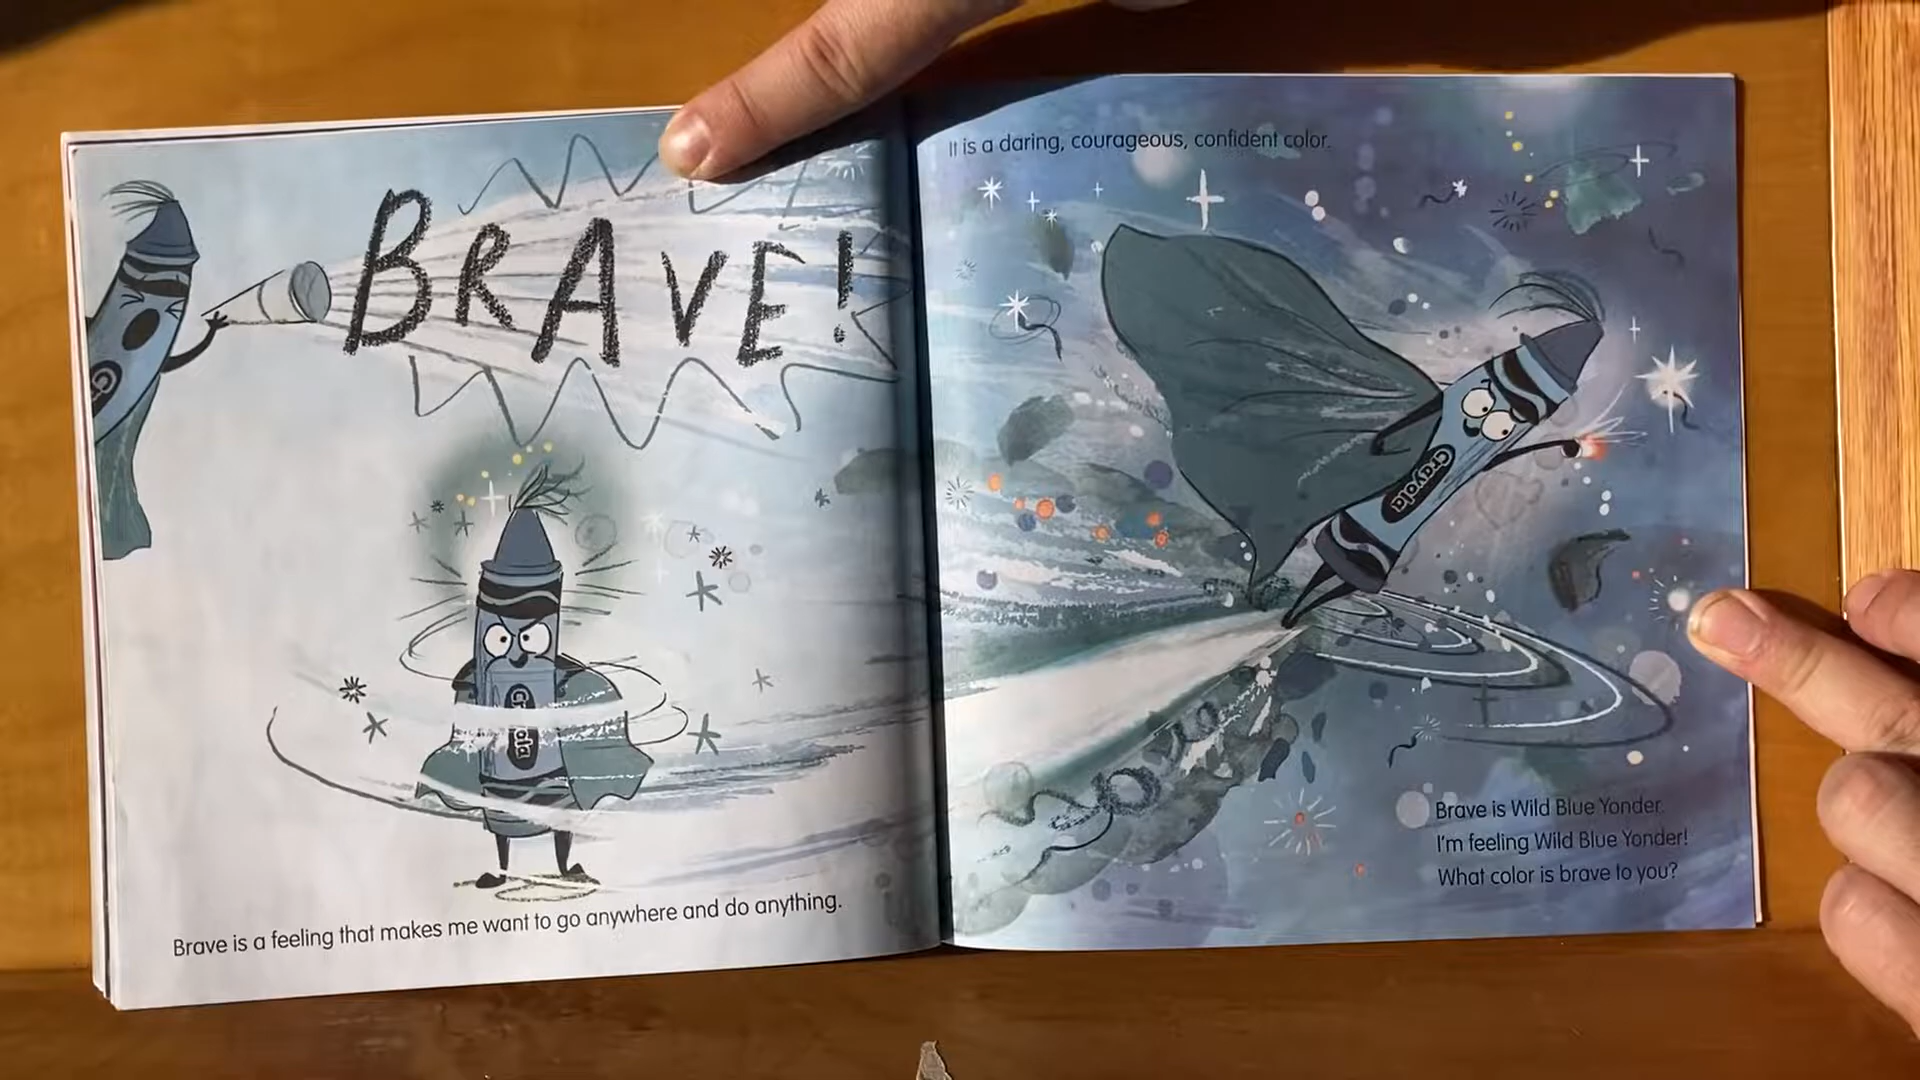 BRAVE!
Crayola
Brave is a feeling that makes me want to go anywhere and do anything.
It is a daring, courageous, confident color.
Crayola
Brave is Wild Blue Yonder.
I'm feeling Wild Blue Yonder!
What color is brave to you?